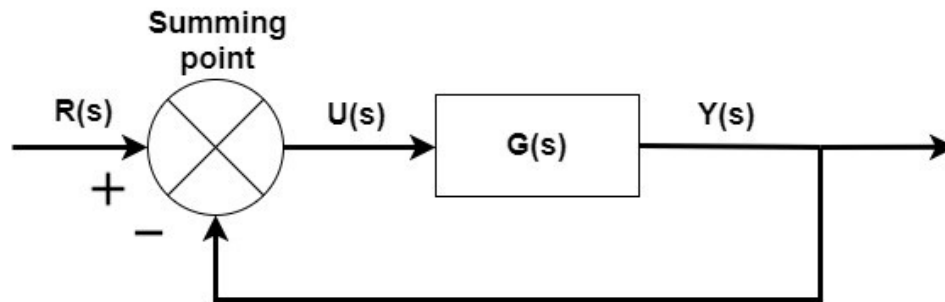 Summing
point
R(s)
U(s)
G(s)
Y(s)
+
−